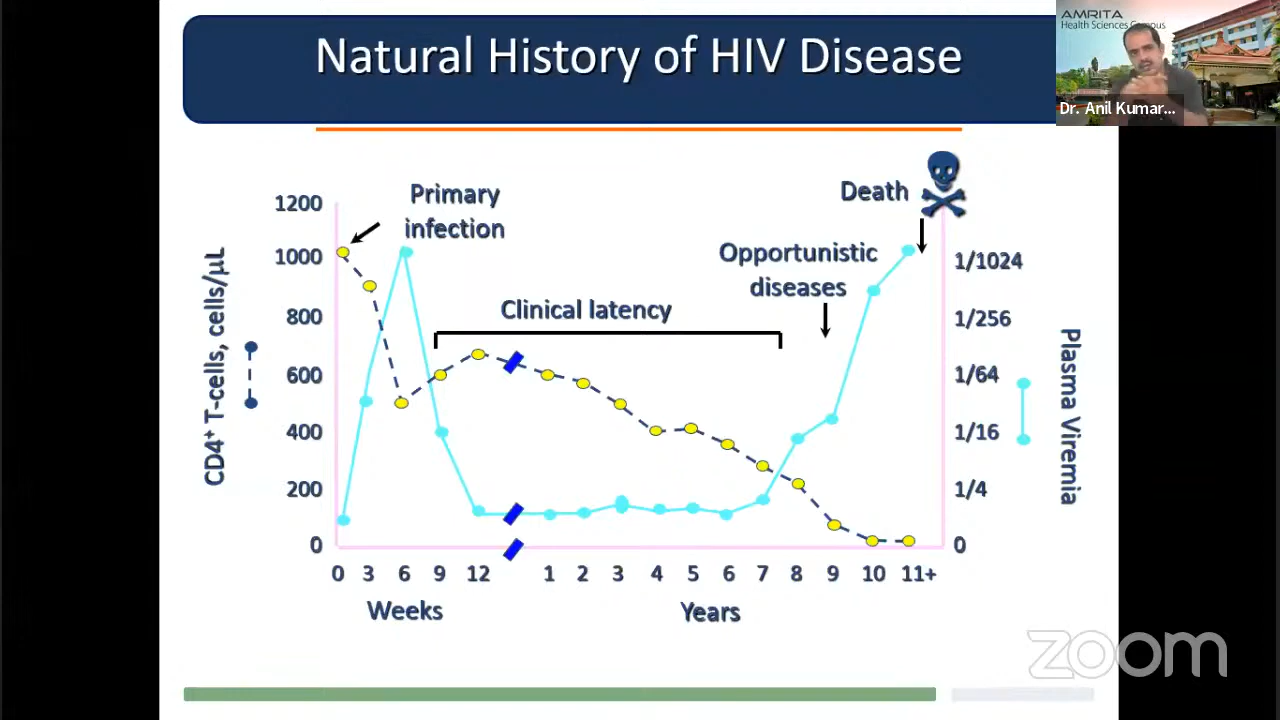 Natural History of HIV Disease
AMRITA
Health Sciences Campus
Dr. Anil Kumar...
Primary
infection
Clinical latency
Opportunistic
diseases
Death
CD4⁺ T-cells, cells/µL
1200
1000
800
600
400
200
0
1/1024
1/256
1/64
1/16
1/4
0
Plasma Viremia
0 3 6 9 12 1 2 3 4 5 6 7 8 9 10 11+
Weeks Years
zoom